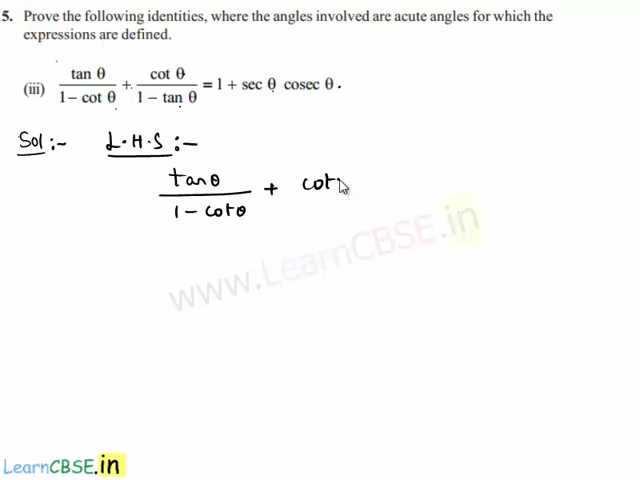 5. Prove the following identities, where the angles involved are acute angles for which the
expressions are defined.
(iii) tan θ / 1 – cot θ + cot θ / 1 – tan θ = 1 + sec θ cosec θ.
Sol :- L.H.S :-
tanθ / 1 - cotθ + cot
www.LearnCBSE.in
LearnCBSE.in